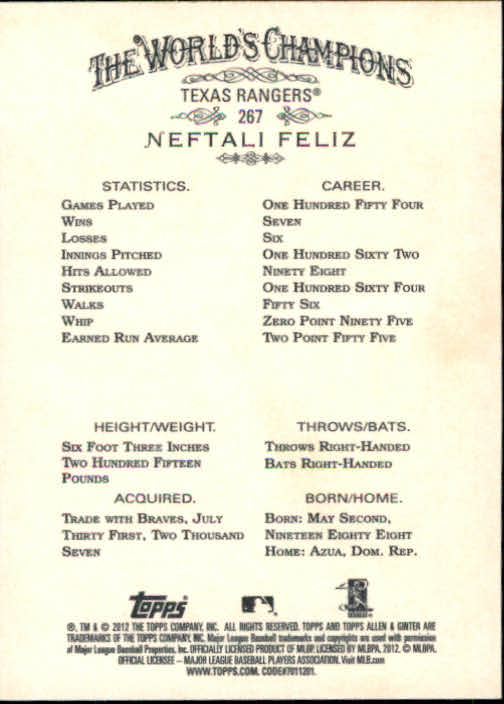 THE WORLD'S CHAMPIONS
TEXAS RANGERS®
267
NEFTALI FELIZ
STATISTICS. CAREER.
GAMES PLAYED ONE HUNDRED FIFTY FOUR
WINS SEVEN
LOSSES SIX
INNINGS PITCHED ONE HUNDRED SIXTY TWO
HITS ALLOWED NINETY EIGHT
STRIKEOUTS ONE HUNDRED SIXTY FOUR
WALKS FIFTY SIX
WHIP ZERO POINT NINETY FIVE
EARNED RUN AVERAGE TWO POINT FIFTY FIVE
HEIGHT/WEIGHT.
SIX FOOT THREE INCHES
TWO HUNDRED FIFTEEN
POUNDS
THROWS/BATS.
THROWS RIGHT-HANDED
BATS RIGHT-HANDED
ACQUIRED.
TRADE WITH BRAVES, JULY
THIRTY FIRST, TWO THOUSAND
SEVEN
BORN/HOME.
BORN: MAY SECOND,
NINETEEN EIGHTY EIGHT
HOME: AZUA, DOM. REP.
Topps
®, TM & © 2012 THE TOPPS COMPANY, INC. ALL RIGHTS RESERVED. TOPPS AND TOPPS ALLEN & GINTER ARE
TRADEMARKS OF THE TOPPS COMPANY, INC. Major League Baseball trademarks and copyrights are used with permission
of Major League Baseball Properties, Inc. OFFICIALLY LICENSED PRODUCT OF MLBP. LICENSED BY MLBPA, 2012. © MLBPA.
OFFICIAL LICENSEE – MAJOR LEAGUE BASEBALL PLAYERS ASSOCIATION. Visit MLB.com
WWW.TOPPS.COM. CODE#7011201.